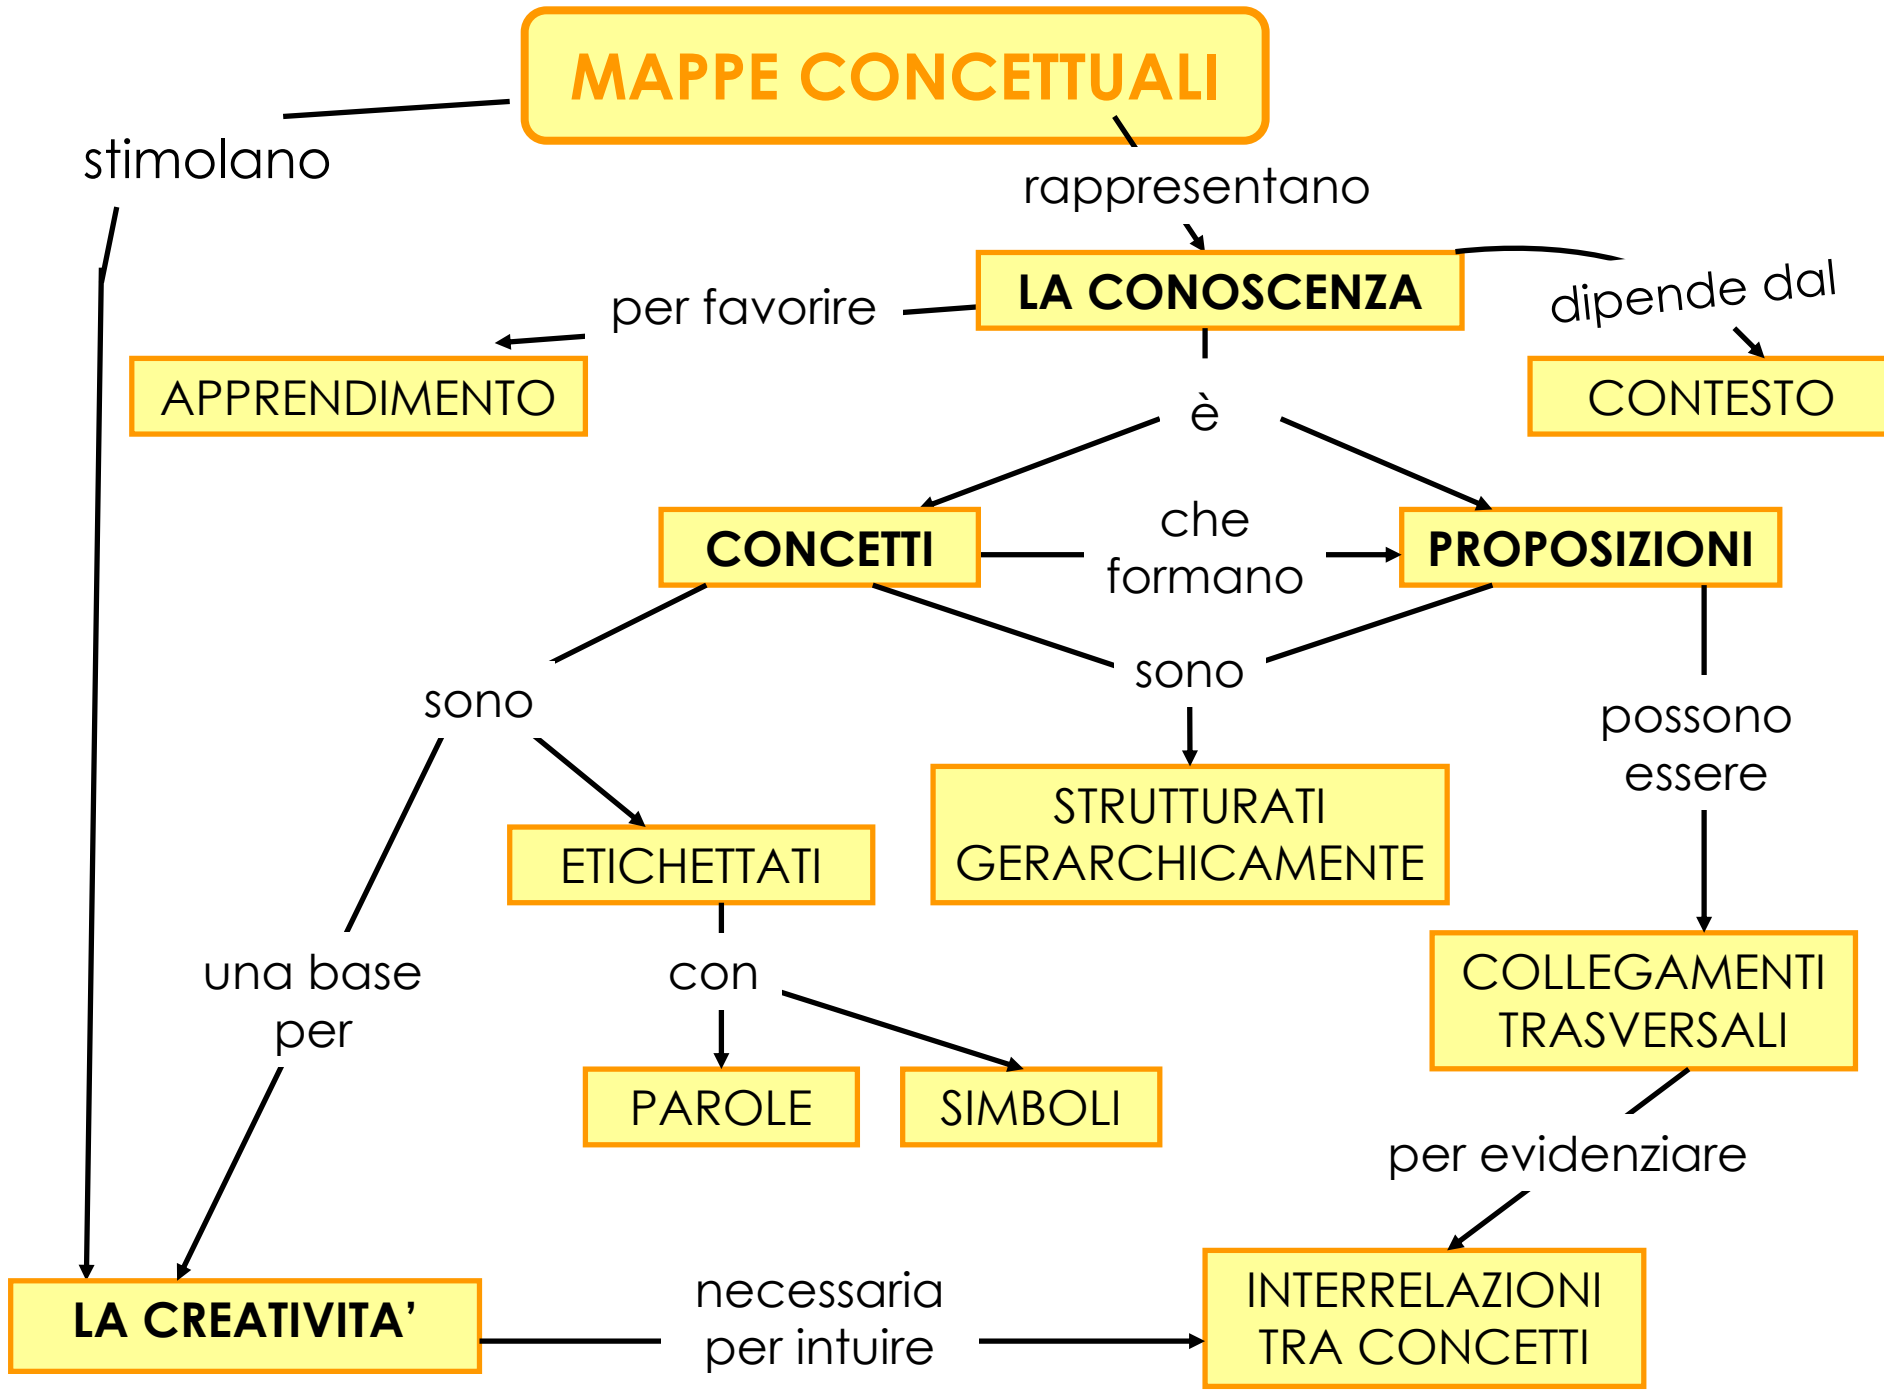 MAPPE CONCETTUALI
stimolano
rappresentano
LA CONOSCENZA
per favorire
dipende dal
APPRENDIMENTO
CONTESTO
è
CONCETTI
che
formano
PROPOSIZIONI
sono
sono
possono
essere
STRUTTURATI
GERARCHICAMENTE
ETICHETTATI
una base
per
con
COLLEGAMENTI
TRASVERSALI
PAROLE
SIMBOLI
per evidenziare
LA CREATIVITA’
necessaria
per intuire
INTERRELAZIONI
TRA CONCETTI